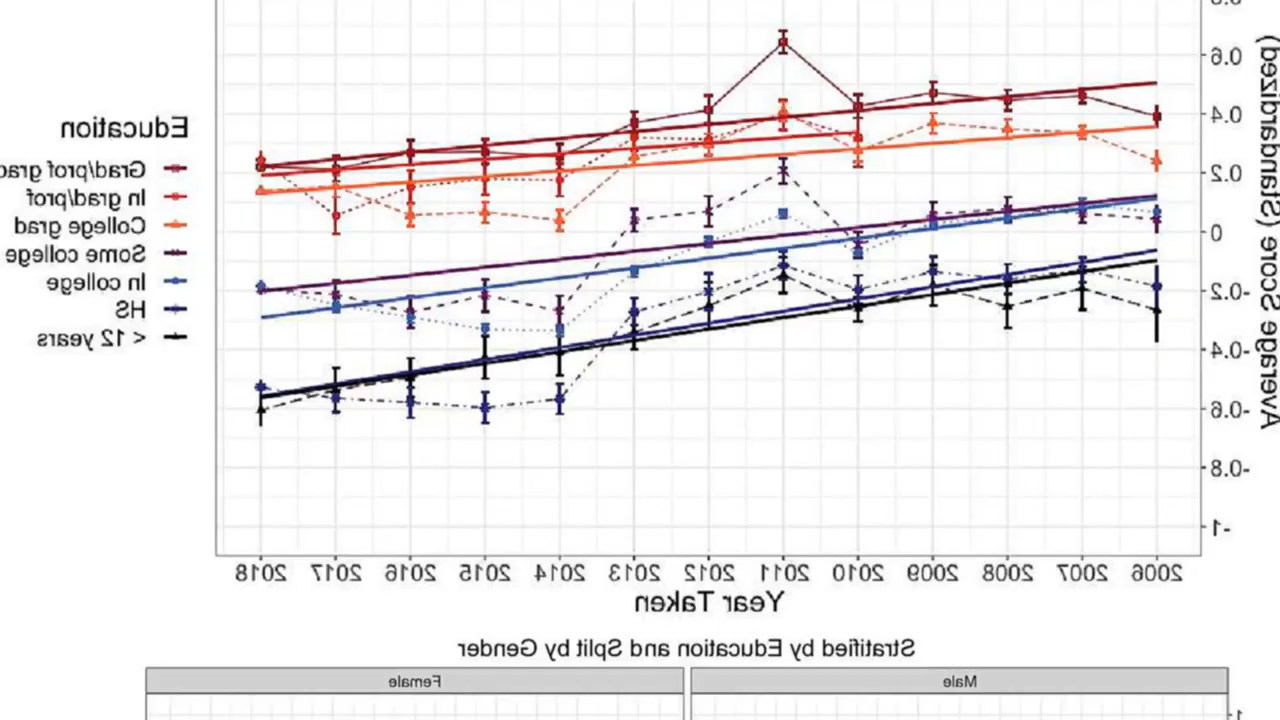 Average Score (Standardized)
0.6
0.4
0.2
0
-0.2
-0.4
-0.6
-0.8
-1
2006 2007 2008 2009 2010 2011 2012 2013 2014 2015 2016 2017 2018
Year Taken
Education
Grad/prof grad
In grad/prof
College grad
Some college
In college
HS
< 12 years
Stratified by Education and Split by Gender
Male
Female